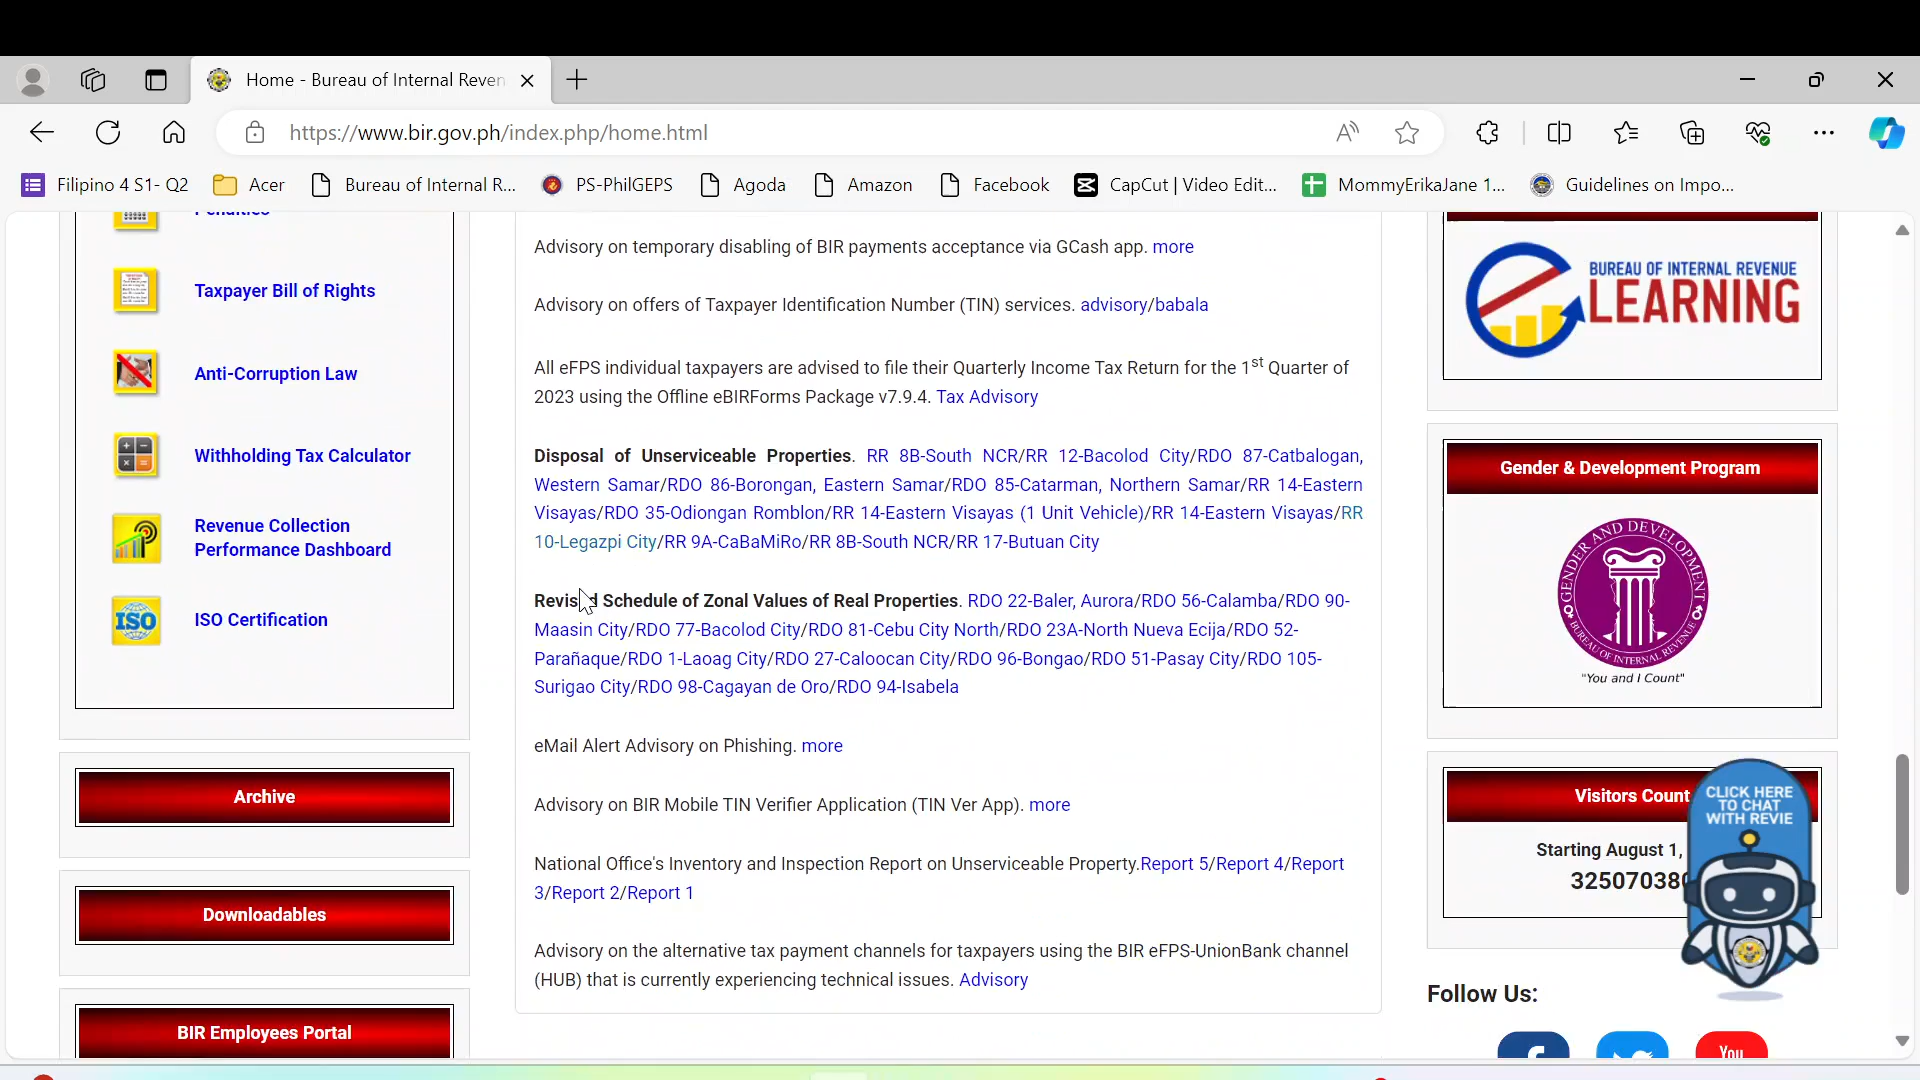 Home - Bureau of Internal Reven
https://www.bir.gov.ph/index.php/home.html
Filipino 4 S1- Q2
Acer
Bureau of Internal R...
PS-PhilGEPS
Agoda
Amazon
Facebook
CapCut | Video Edit...
MommyErikaJane 1...
Guidelines on Impo...
Penalties
Taxpayer Bill of Rights
Anti-Corruption Law
Withholding Tax Calculator
Revenue Collection
Performance Dashboard
ISO
ISO Certification
Archive
Downloadables
BIR Employees Portal
Advisory on temporary disabling of BIR payments acceptance via GCash app. more
Advisory on offers of Taxpayer Identification Number (TIN) services. advisory/babala
All eFPS individual taxpayers are advised to file their Quarterly Income Tax Return for the 1st Quarter of
2023 using the Offline eBIRForms Package v7.9.4. Tax Advisory
Disposal of Unserviceable Properties. RR 8B-South NCR/RR 12-Bacolod City/RDO 87-Catbalogan,
Western Samar/RDO 86-Borongan, Eastern Samar/RDO 85-Catarman, Northern Samar/RR 14-Eastern
Visayas/RDO 35-Odiongan Romblon/RR 14-Eastern Visayas (1 Unit Vehicle)/RR 14-Eastern Visayas/RR
10-Legazpi City/RR 9A-CaBaMiRo/RR 8B-South NCR/RR 17-Butuan City
Revised Schedule of Zonal Values of Real Properties. RDO 22-Baler, Aurora/RDO 56-Calamba/RDO 90-
Maasin City/RDO 77-Bacolod City/RDO 81-Cebu City North/RDO 23A-North Nueva Ecija/RDO 52-
Parañaque/RDO 1-Laoag City/RDO 27-Caloocan City/RDO 96-Bongao/RDO 51-Pasay City/RDO 105-
Surigao City/RDO 98-Cagayan de Oro/RDO 94-Isabela
eMail Alert Advisory on Phishing. more
Advisory on BIR Mobile TIN Verifier Application (TIN Ver App). more
National Office's Inventory and Inspection Report on Unserviceable Property.Report 5/Report 4/Report
3/Report 2/Report 1
Advisory on the alternative tax payment channels for taxpayers using the BIR eFPS-UnionBank channel
(HUB) that is currently experiencing technical issues. Advisory
BUREAU OF INTERNAL REVENUE
LEARNING
Gender & Development Program
GENDER AND DEVELOPMENT
BUREAU OF INTERNAL REVENUE
"You and I Count"
Visitors Count
Starting August 1,
32507038
CLICK HERE
TO CHAT
WITH REVIE
Follow Us:
You